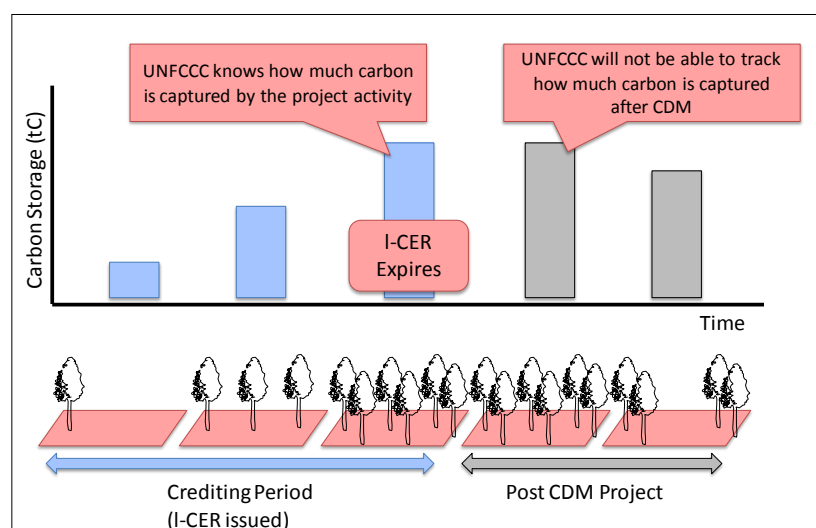 UNFCCC knows how much carbon
is captured by the project activity
UNFCCC will not be able to track
how much carbon is captured
after CDM
Carbon Storage (tC)
l-CER
Expires
Time
Crediting Period
(l-CER issued)
Post CDM Project